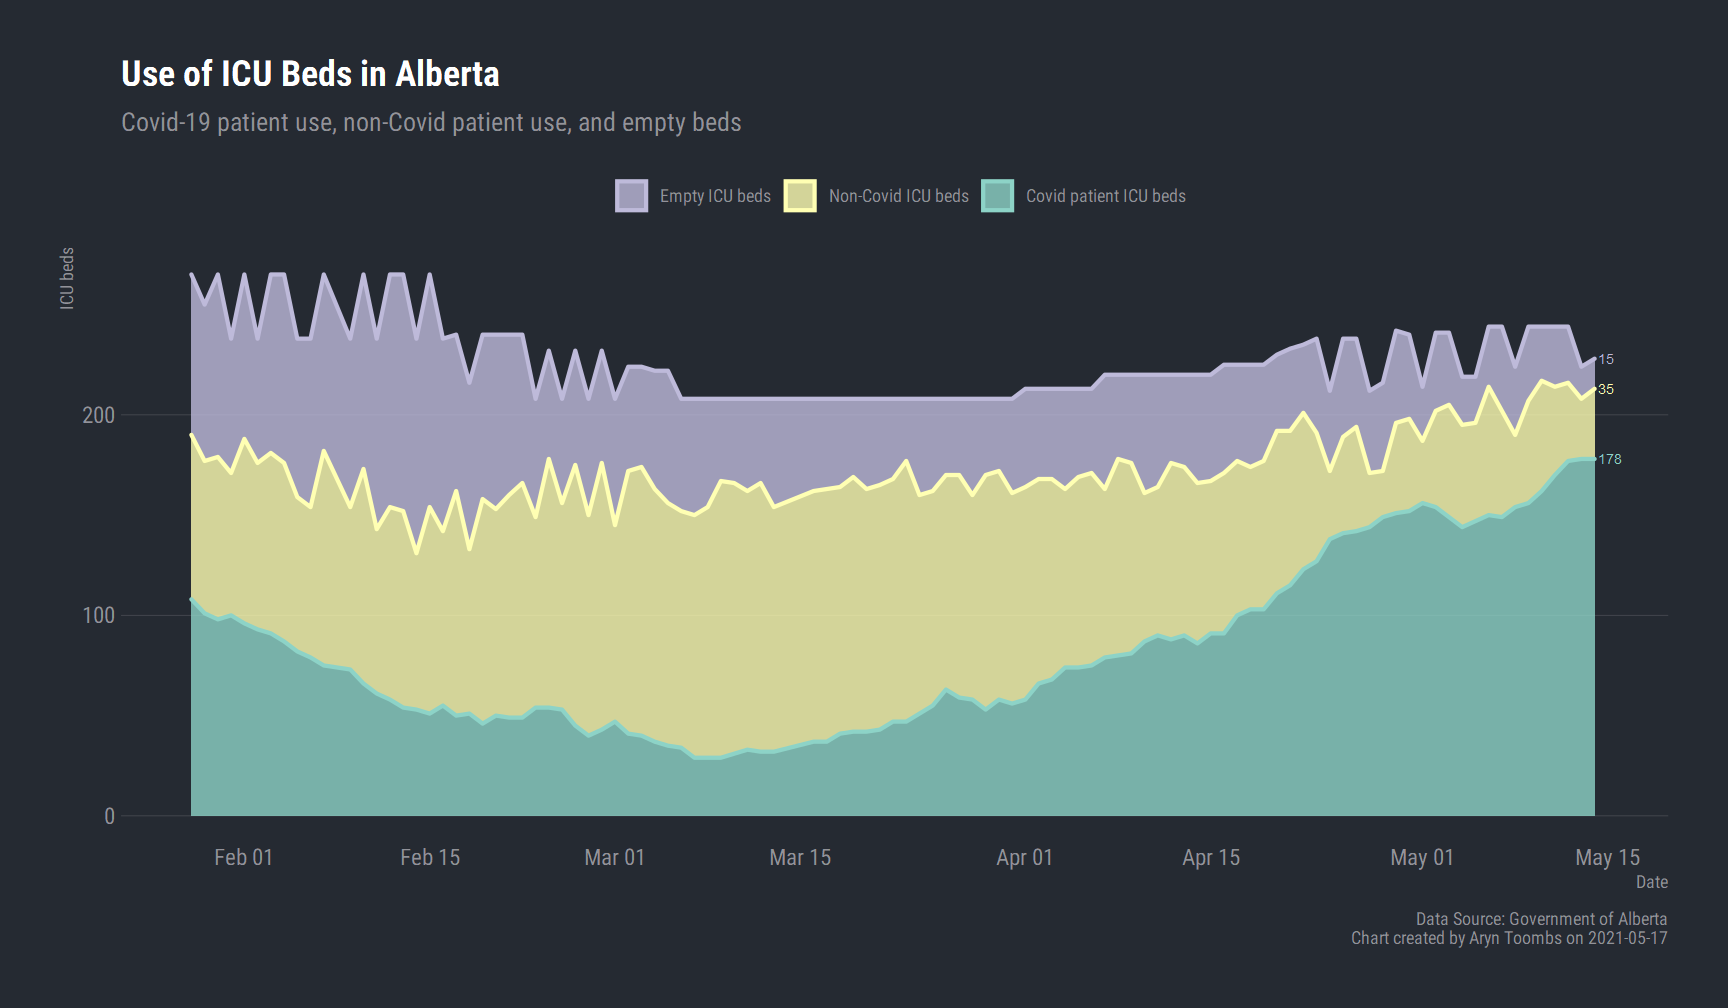 Use of ICU Beds in Alberta
Covid-19 patient use, non-Covid patient use, and empty beds
Empty ICU beds Non-Covid ICU beds Covid patient ICU beds
ICU beds
15
35
200
178
100
0
Feb 01 Feb 15 Mar 01 Mar 15 Apr 01 Apr 15 May 01 May 15
Date
Data Source: Government of Alberta
Chart created by Aryn Toombs on 2021-05-17